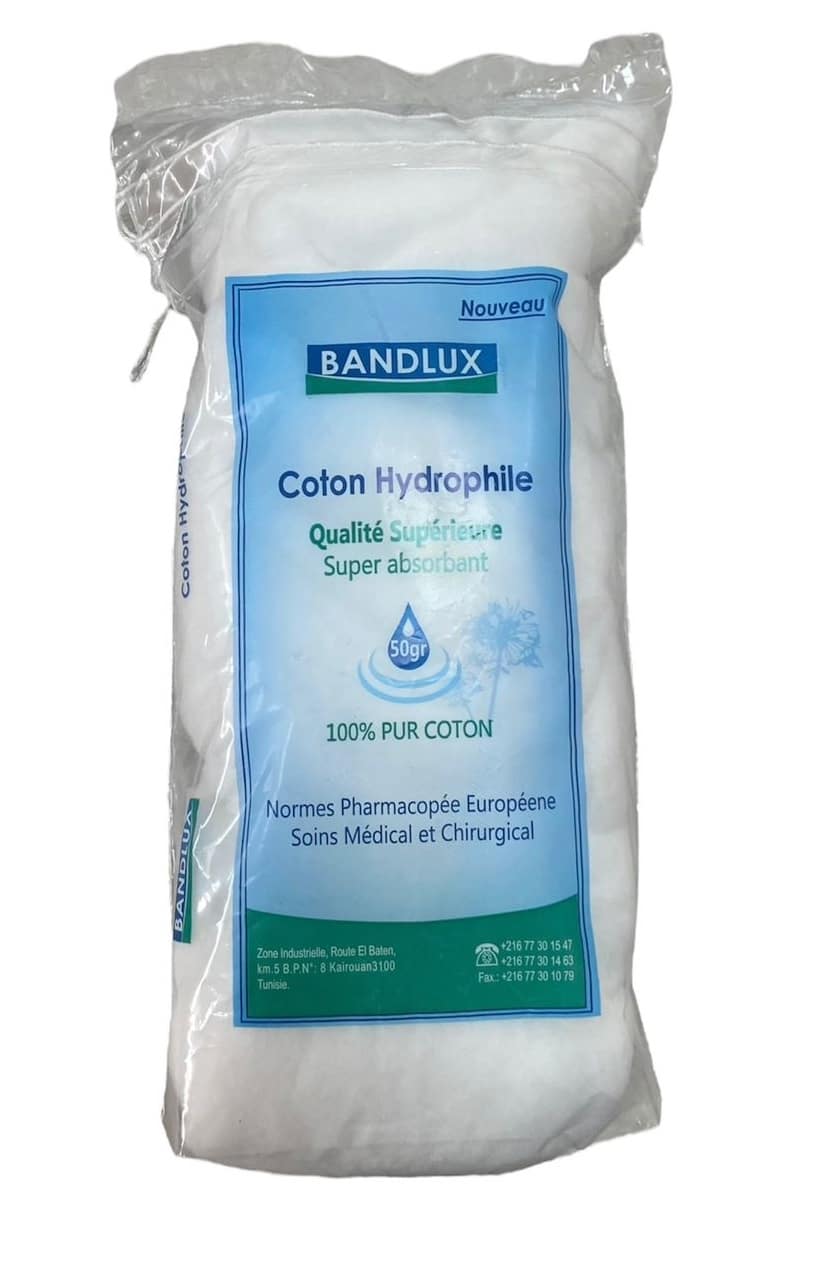 Nouveau
BANDLUX
Coton Hydrophile
Qualité Supérieure
Super absorbant
50gr
100% PUR COTON
Normes Pharmacopée Européene
Soins Médical et Chirurgical
Zone Industrielle, Route El Baten,
km.5 B.P.N°: 8 Kairouan3100
Tunisie.
+216 77 30 15 47
+216 77 30 14 63
Fax.: +216 77 30 10 79
Coton Hydrophile
BANDLUX